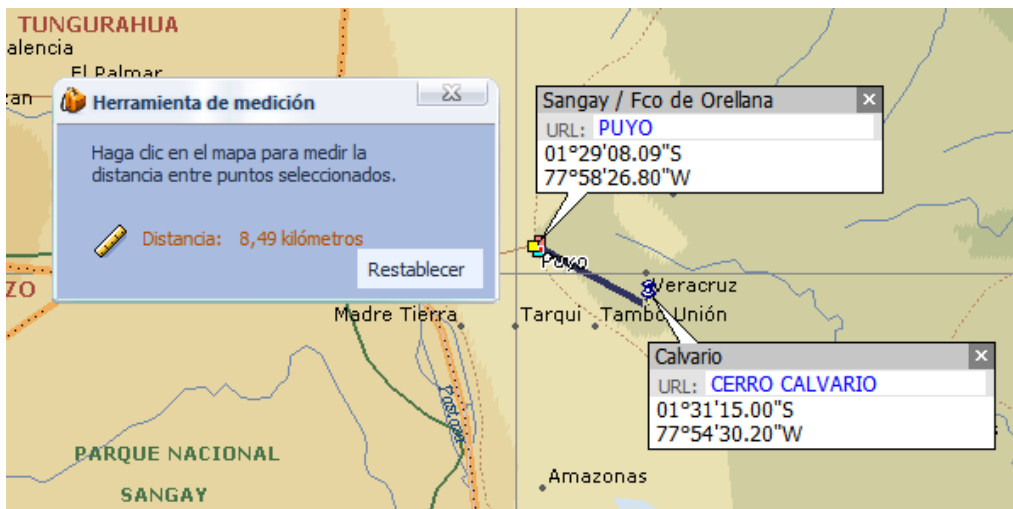 TUNGURAHUA
alencia
El Palmar
Herramienta de medición
Haga clic en el mapa para medir la
distancia entre puntos seleccionados.
Distancia: 8,49 kilómetros
Restablecer
Sangay / Fco de Orellana
URL: PUYO
01°29'08.09"S
77°58'26.80"W
Puyo
ZO
Veracruz
Madre Tierra
Tarqui
Tambo Unión
Calvario
URL: CERRO CALVARIO
01°31'15.00"S
77°54'30.20"W
Pastaza
PARQUE NACIONAL
SANGAY
Amazonas